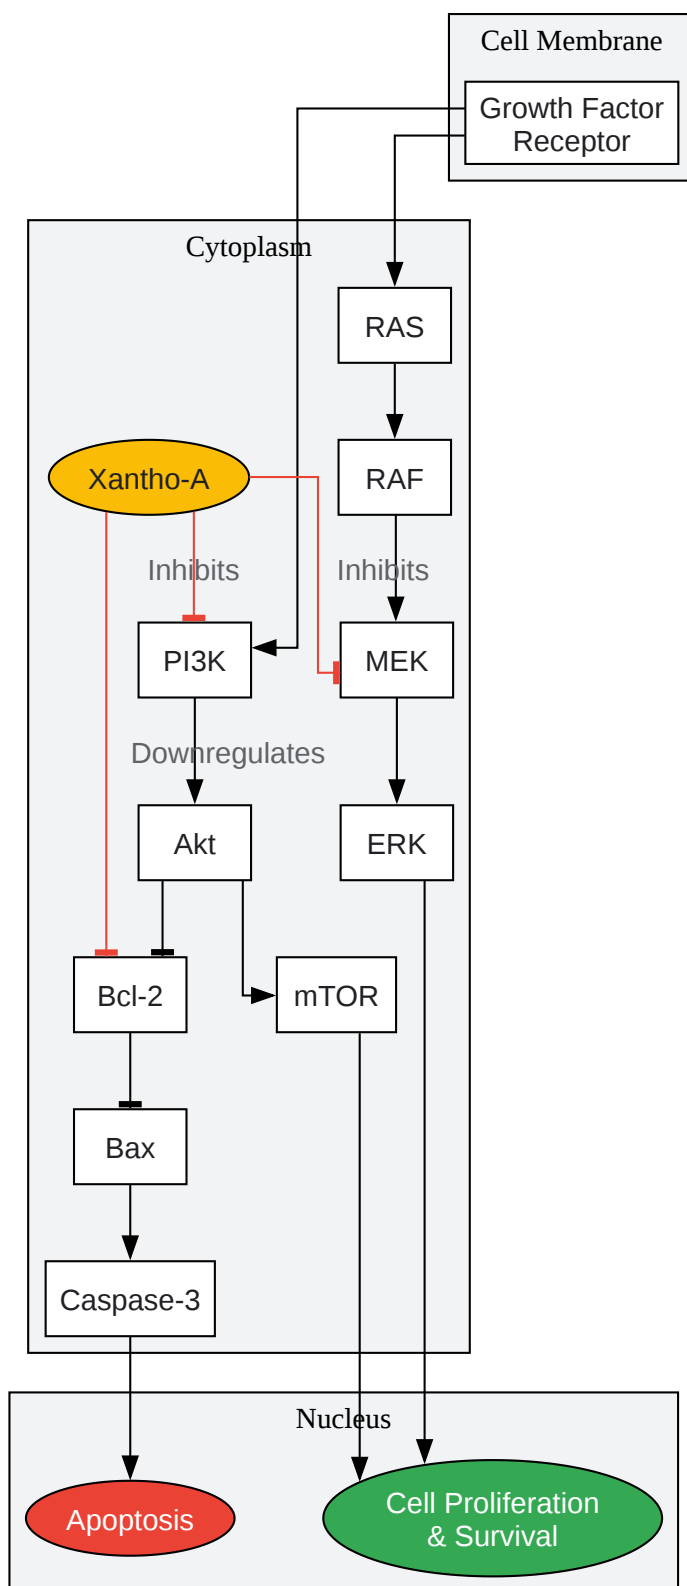 Cell Membrane
Growth Factor
Receptor
Cytoplasm
RAS
Xantho-A
RAF
Inhibits
Inhibits
PI3K
MEK
Downregulates
Akt
ERK
Bcl-2
mTOR
Bax
Caspase-3
Nucleus
Apoptosis
Cell Proliferation
& Survival